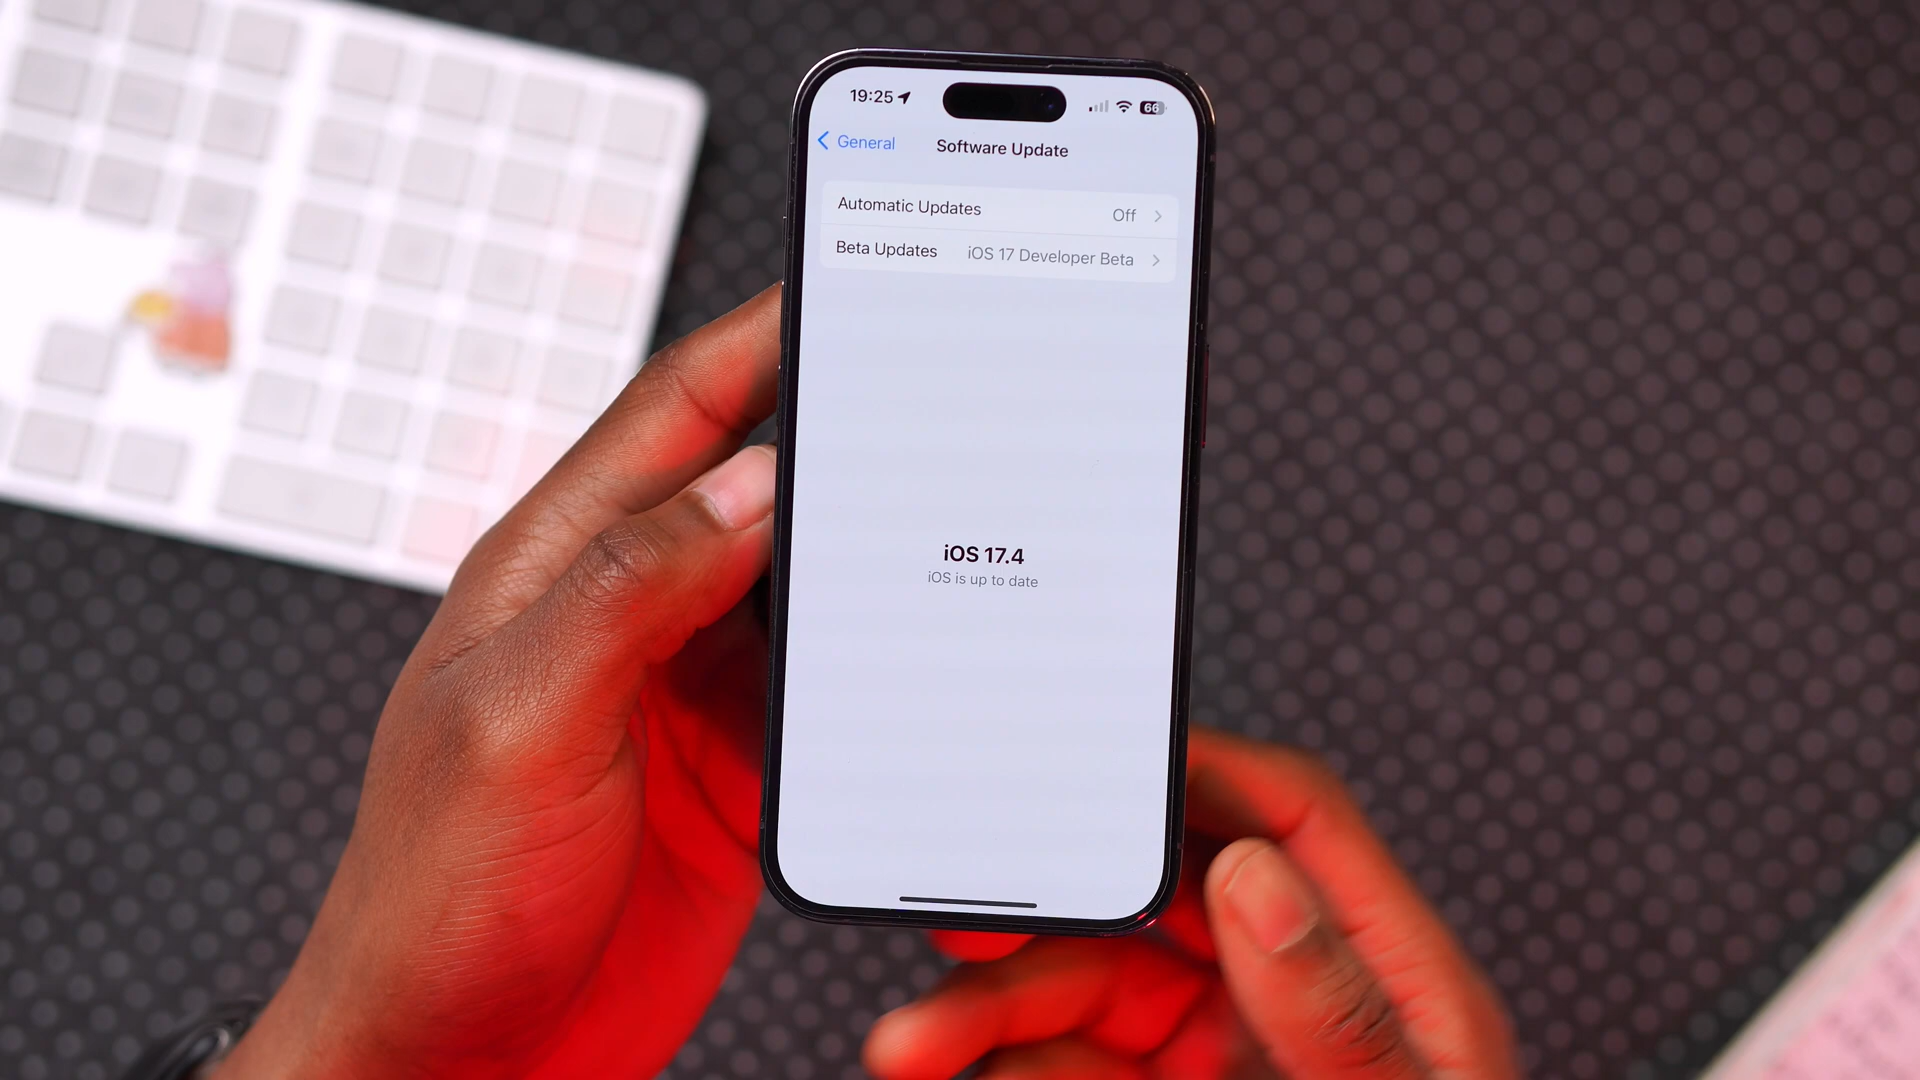 19:25
66
General
Software Update
Automatic Updates Off
Beta Updates iOS 17 Developer Beta
iOS 17.4
iOS is up to date